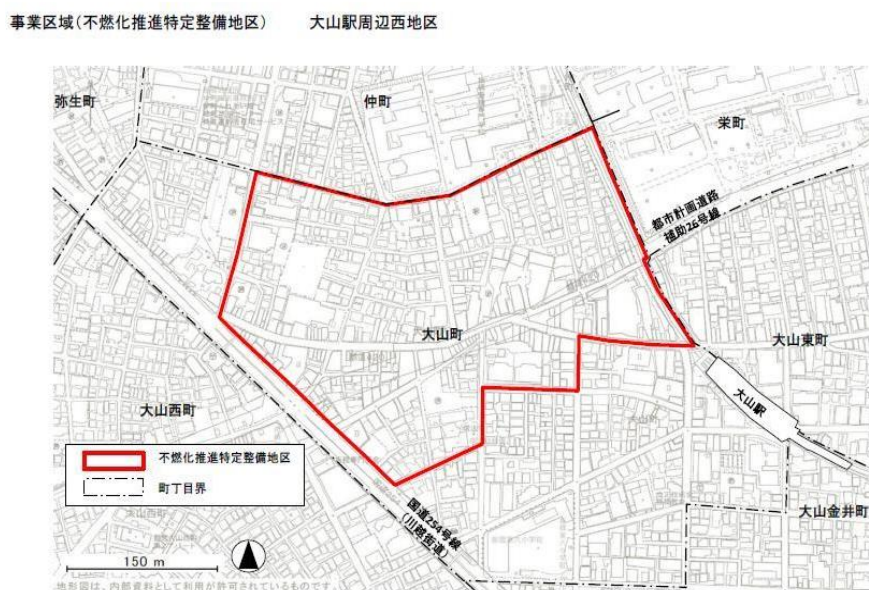 事業区域(不燃化推進特定整備地区)　　大山駅周辺西地区
弥生町
仲町
栄町
都市計画道路
補助26号線
大山町
大山東町
大山駅
大山西町
不燃化推進特定整備地区
町丁目界
国道254号線
(川越街道)
大山金井町
150 m
地形図は、内部資料として利用が許可されているものです。